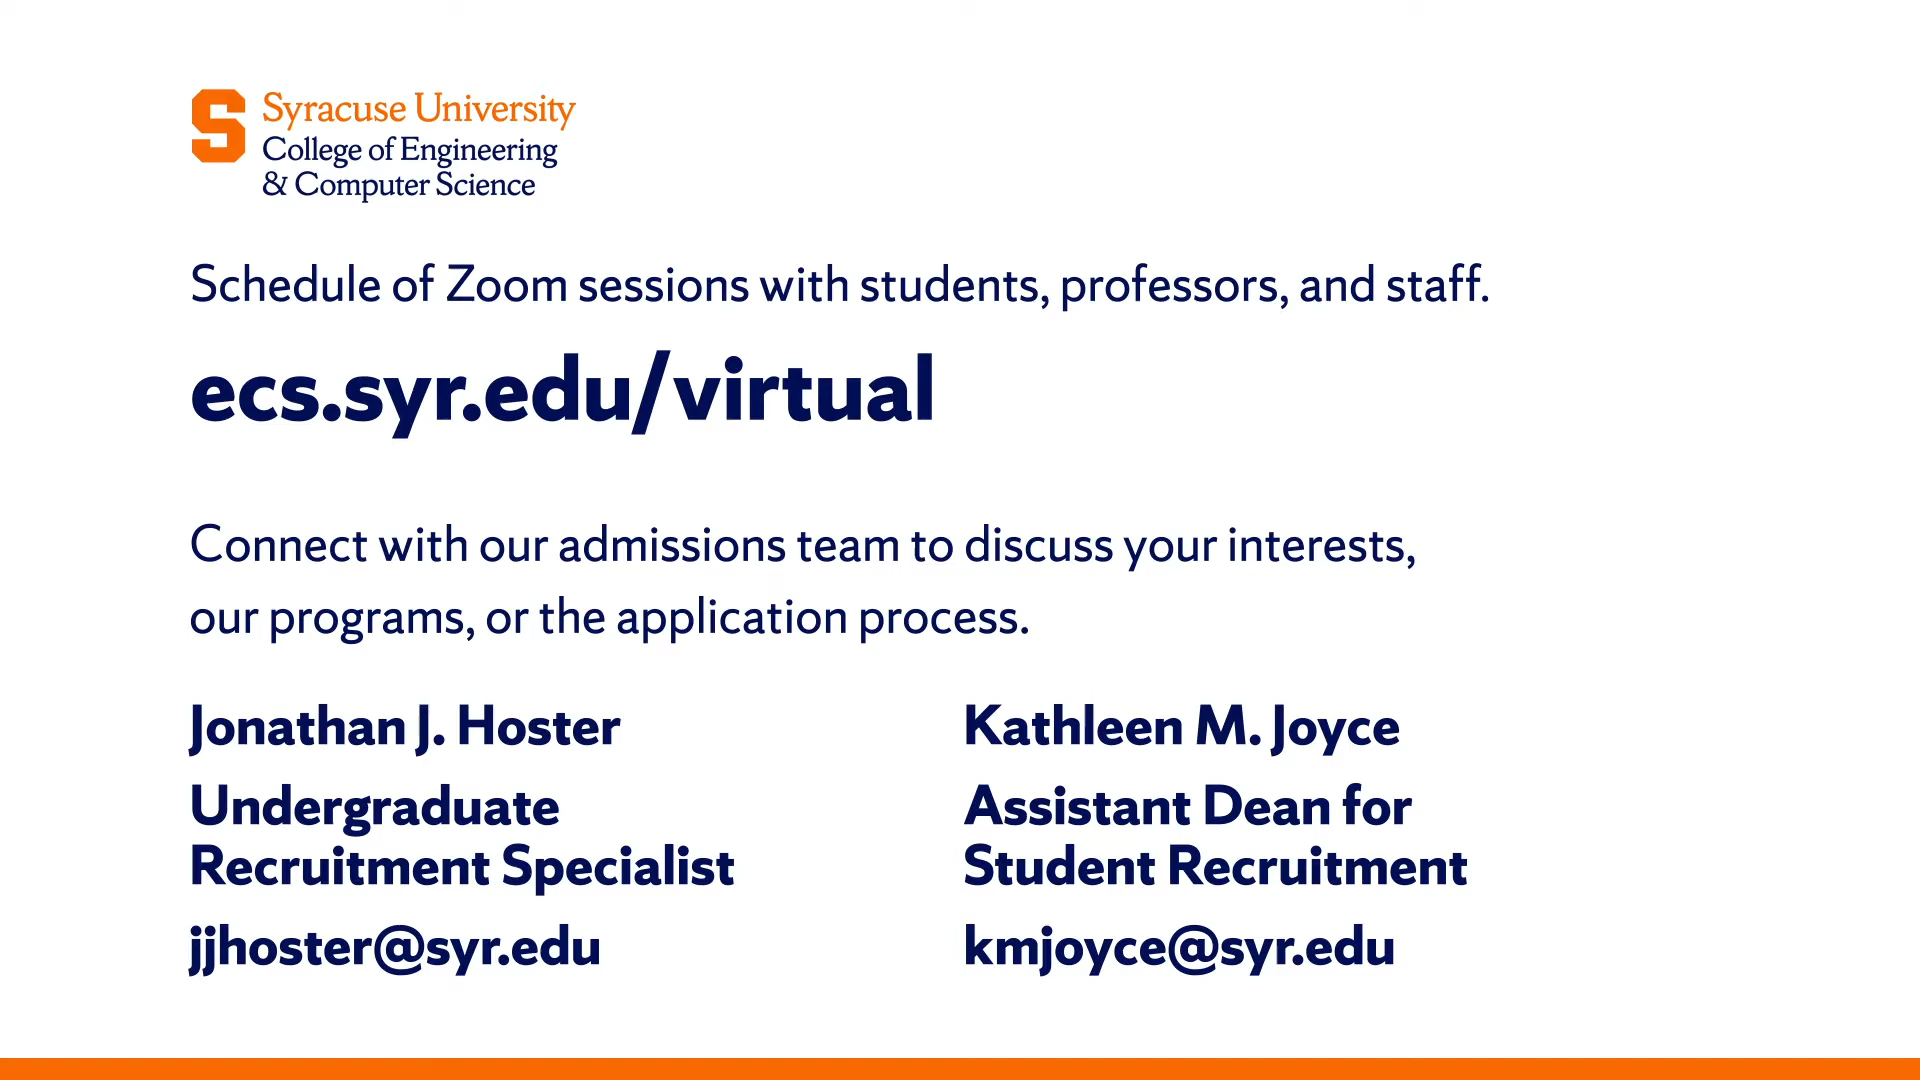 Syracuse University
College of Engineering
& Computer Science
Schedule of Zoom sessions with students, professors, and staff.
ecs.syr.edu/virtual
Connect with our admissions team to discuss your interests,
our programs, or the application process.
Jonathan J. Hoster
Undergraduate
Recruitment Specialist
jjhoster@syr.edu
Kathleen M. Joyce
Assistant Dean for
Student Recruitment
kmjoyce@syr.edu